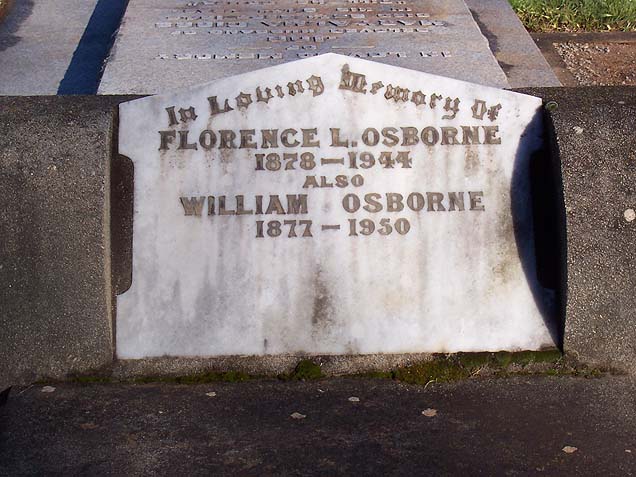 In Loving Memory Of
FLORENCE L. OSBORNE
1878 — 1944
ALSO
WILLIAM OSBORNE
1877 — 1950